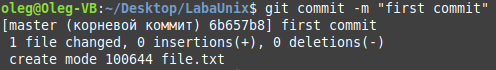 oleg@Oleg-VB:~/Desktop/LabaUnix$ git commit -m "first commit"
[master (корневой коммит) 6b657b8] first commit
 1 file changed, 0 insertions(+), 0 deletions(-)
 create mode 100644 file.txt